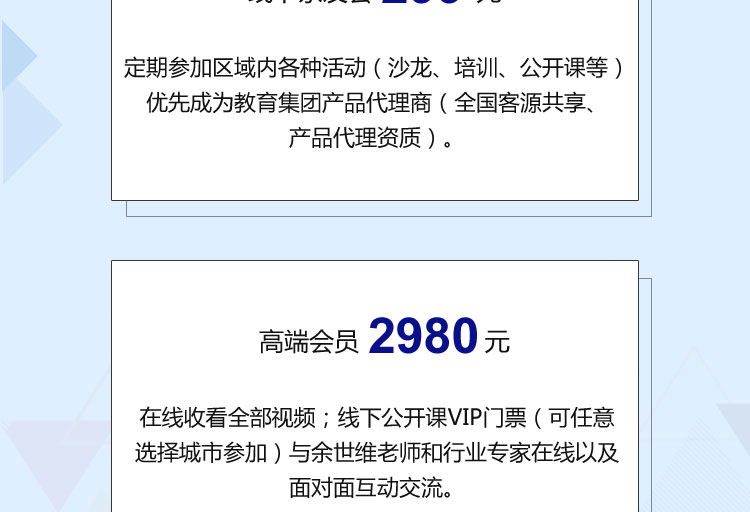 元
定期参加区域内各种活动（沙龙、培训、公开课等）
优先成为教育集团产品代理商（全国客源共享、
产品代理资质）。
高端会员 2980 元
在线收看全部视频；线下公开课VIP门票（可任意
选择城市参加）与余世维老师和行业专家在线以及
面对面互动交流。